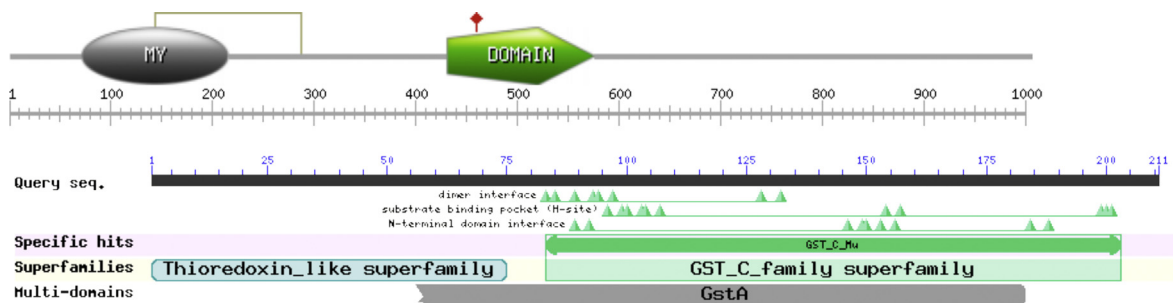 MY DOMAIN
1 100 200 300 400 500 600 700 800 900 1000
1 25 50 75 100 125 150 175 200 211
Query seq.
dimer interface
substrate binding pocket (H-site)
N-terminal domain interface
Specific hits GST_C_Mu
Superfamilies Thioredoxin_like superfamily GST_C_family superfamily
Multi-domains GstA